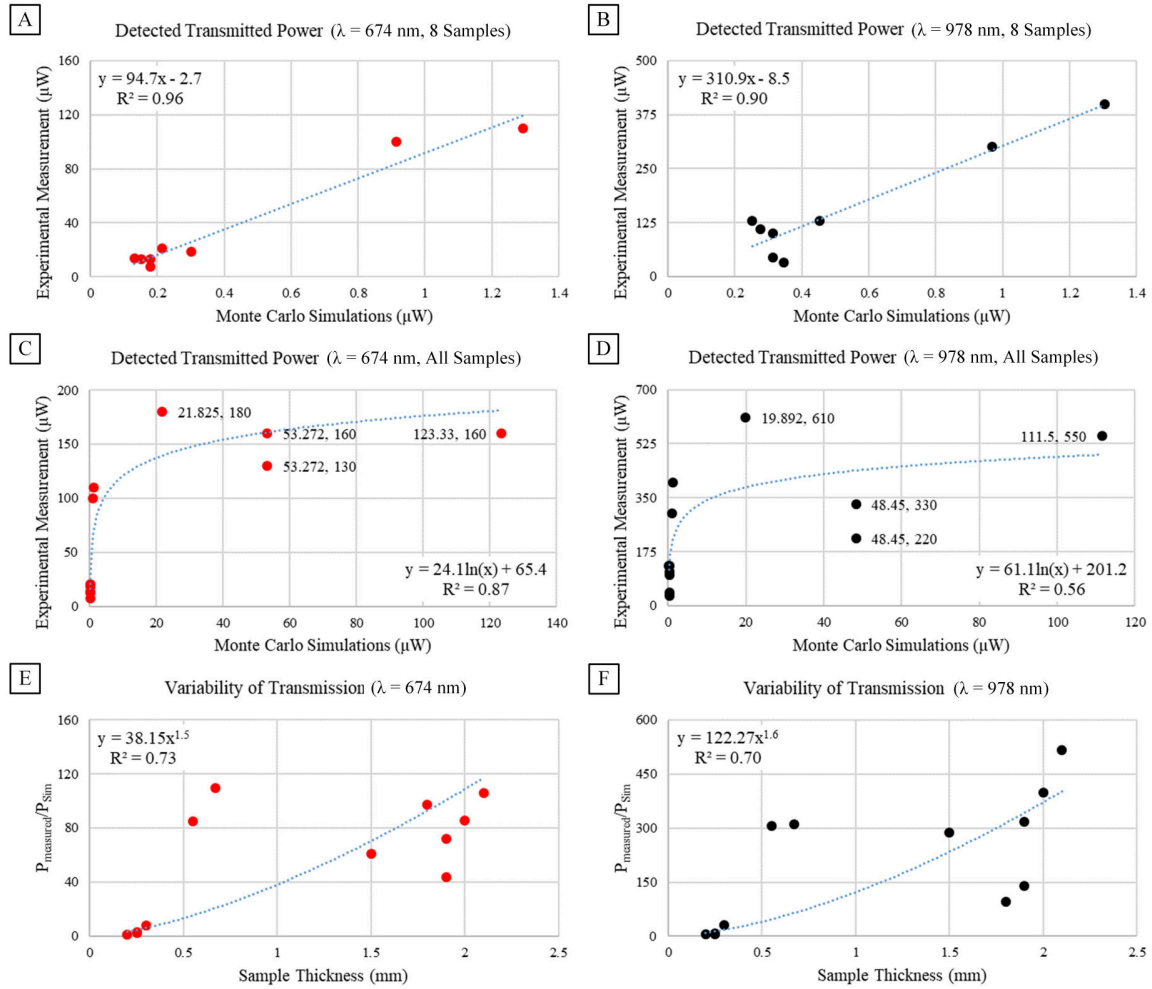 A
Detected Transmitted Power (λ = 674 nm, 8 Samples)
y = 94.7x - 2.7
R² = 0.96
Experimental Measurement (µW)
160
120
80
40
0
0 0.2 0.4 0.6 0.8 1 1.2 1.4
Monte Carlo Simulations (µW)
B
Detected Transmitted Power (λ = 978 nm, 8 Samples)
y = 310.9x - 8.5
R² = 0.90
Experimental Measurement (µW)
500
375
250
125
0
0 0.2 0.4 0.6 0.8 1 1.2 1.4
Monte Carlo Simulations (µW)
C
Detected Transmitted Power (λ = 674 nm, All Samples)
Experimental Measurement (µW)
200
150
100
50
0
21.825, 180
53.272, 160
123.33, 160
53.272, 130
y = 24.1ln(x) + 65.4
R² = 0.87
0 20 40 60 80 100 120 140
Monte Carlo Simulations (µW)
D
Detected Transmitted Power (λ = 978 nm, All Samples)
Experimental Measurement (µW)
700
525
350
175
0
19.892, 610
111.5, 550
48.45, 330
48.45, 220
y = 61.1ln(x) + 201.2
R² = 0.56
0 20 40 60 80 100 120
Monte Carlo Simulations (µW)
E
Variability of Transmission (λ = 674 nm)
y = 38.15x^1.5
R² = 0.73
P_measured/P_Sim
160
120
80
40
0
0 0.5 1 1.5 2 2.5
Sample Thickness (mm)
F
Variability of Transmission (λ = 978 nm)
y = 122.27x^1.6
R² = 0.70
P_measured/P_Sim
600
450
300
150
0
0 0.5 1 1.5 2 2.5
Sample Thickness (mm)